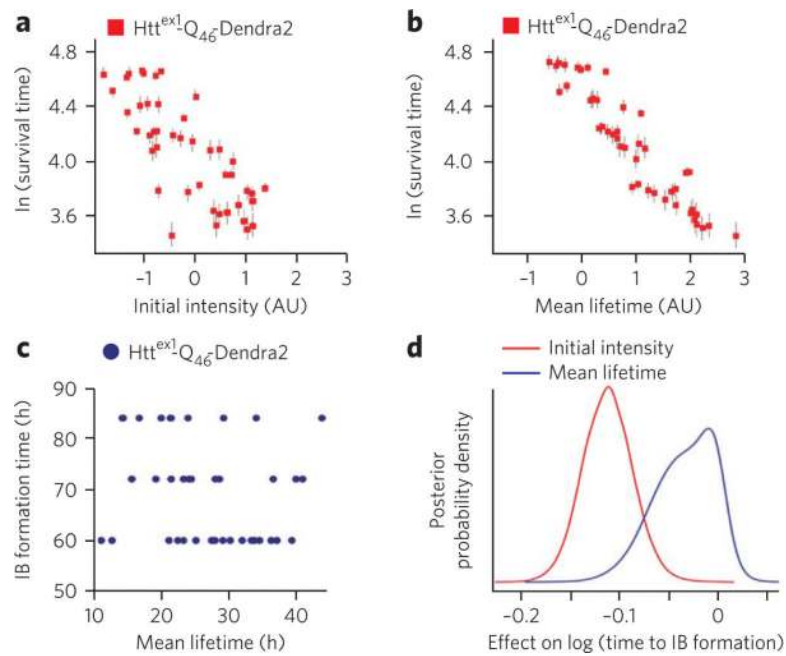 a
Htt^ex1-Q46-Dendra2
ln (survival time)
4.8
4.4
4.0
3.6
−1
0
1
2
3
Initial intensity (AU)
b
Htt^ex1-Q46-Dendra2
ln (survival time)
4.8
4.4
4.0
3.6
−1
0
1
2
3
Mean lifetime (AU)
c
Htt^ex1-Q46-Dendra2
IB formation time (h)
90
80
70
60
50
10
20
30
40
Mean lifetime (h)
d
Initial intensity
Mean lifetime
Posterior
probability density
−0.2
−0.1
0
Effect on log (time to IB formation)